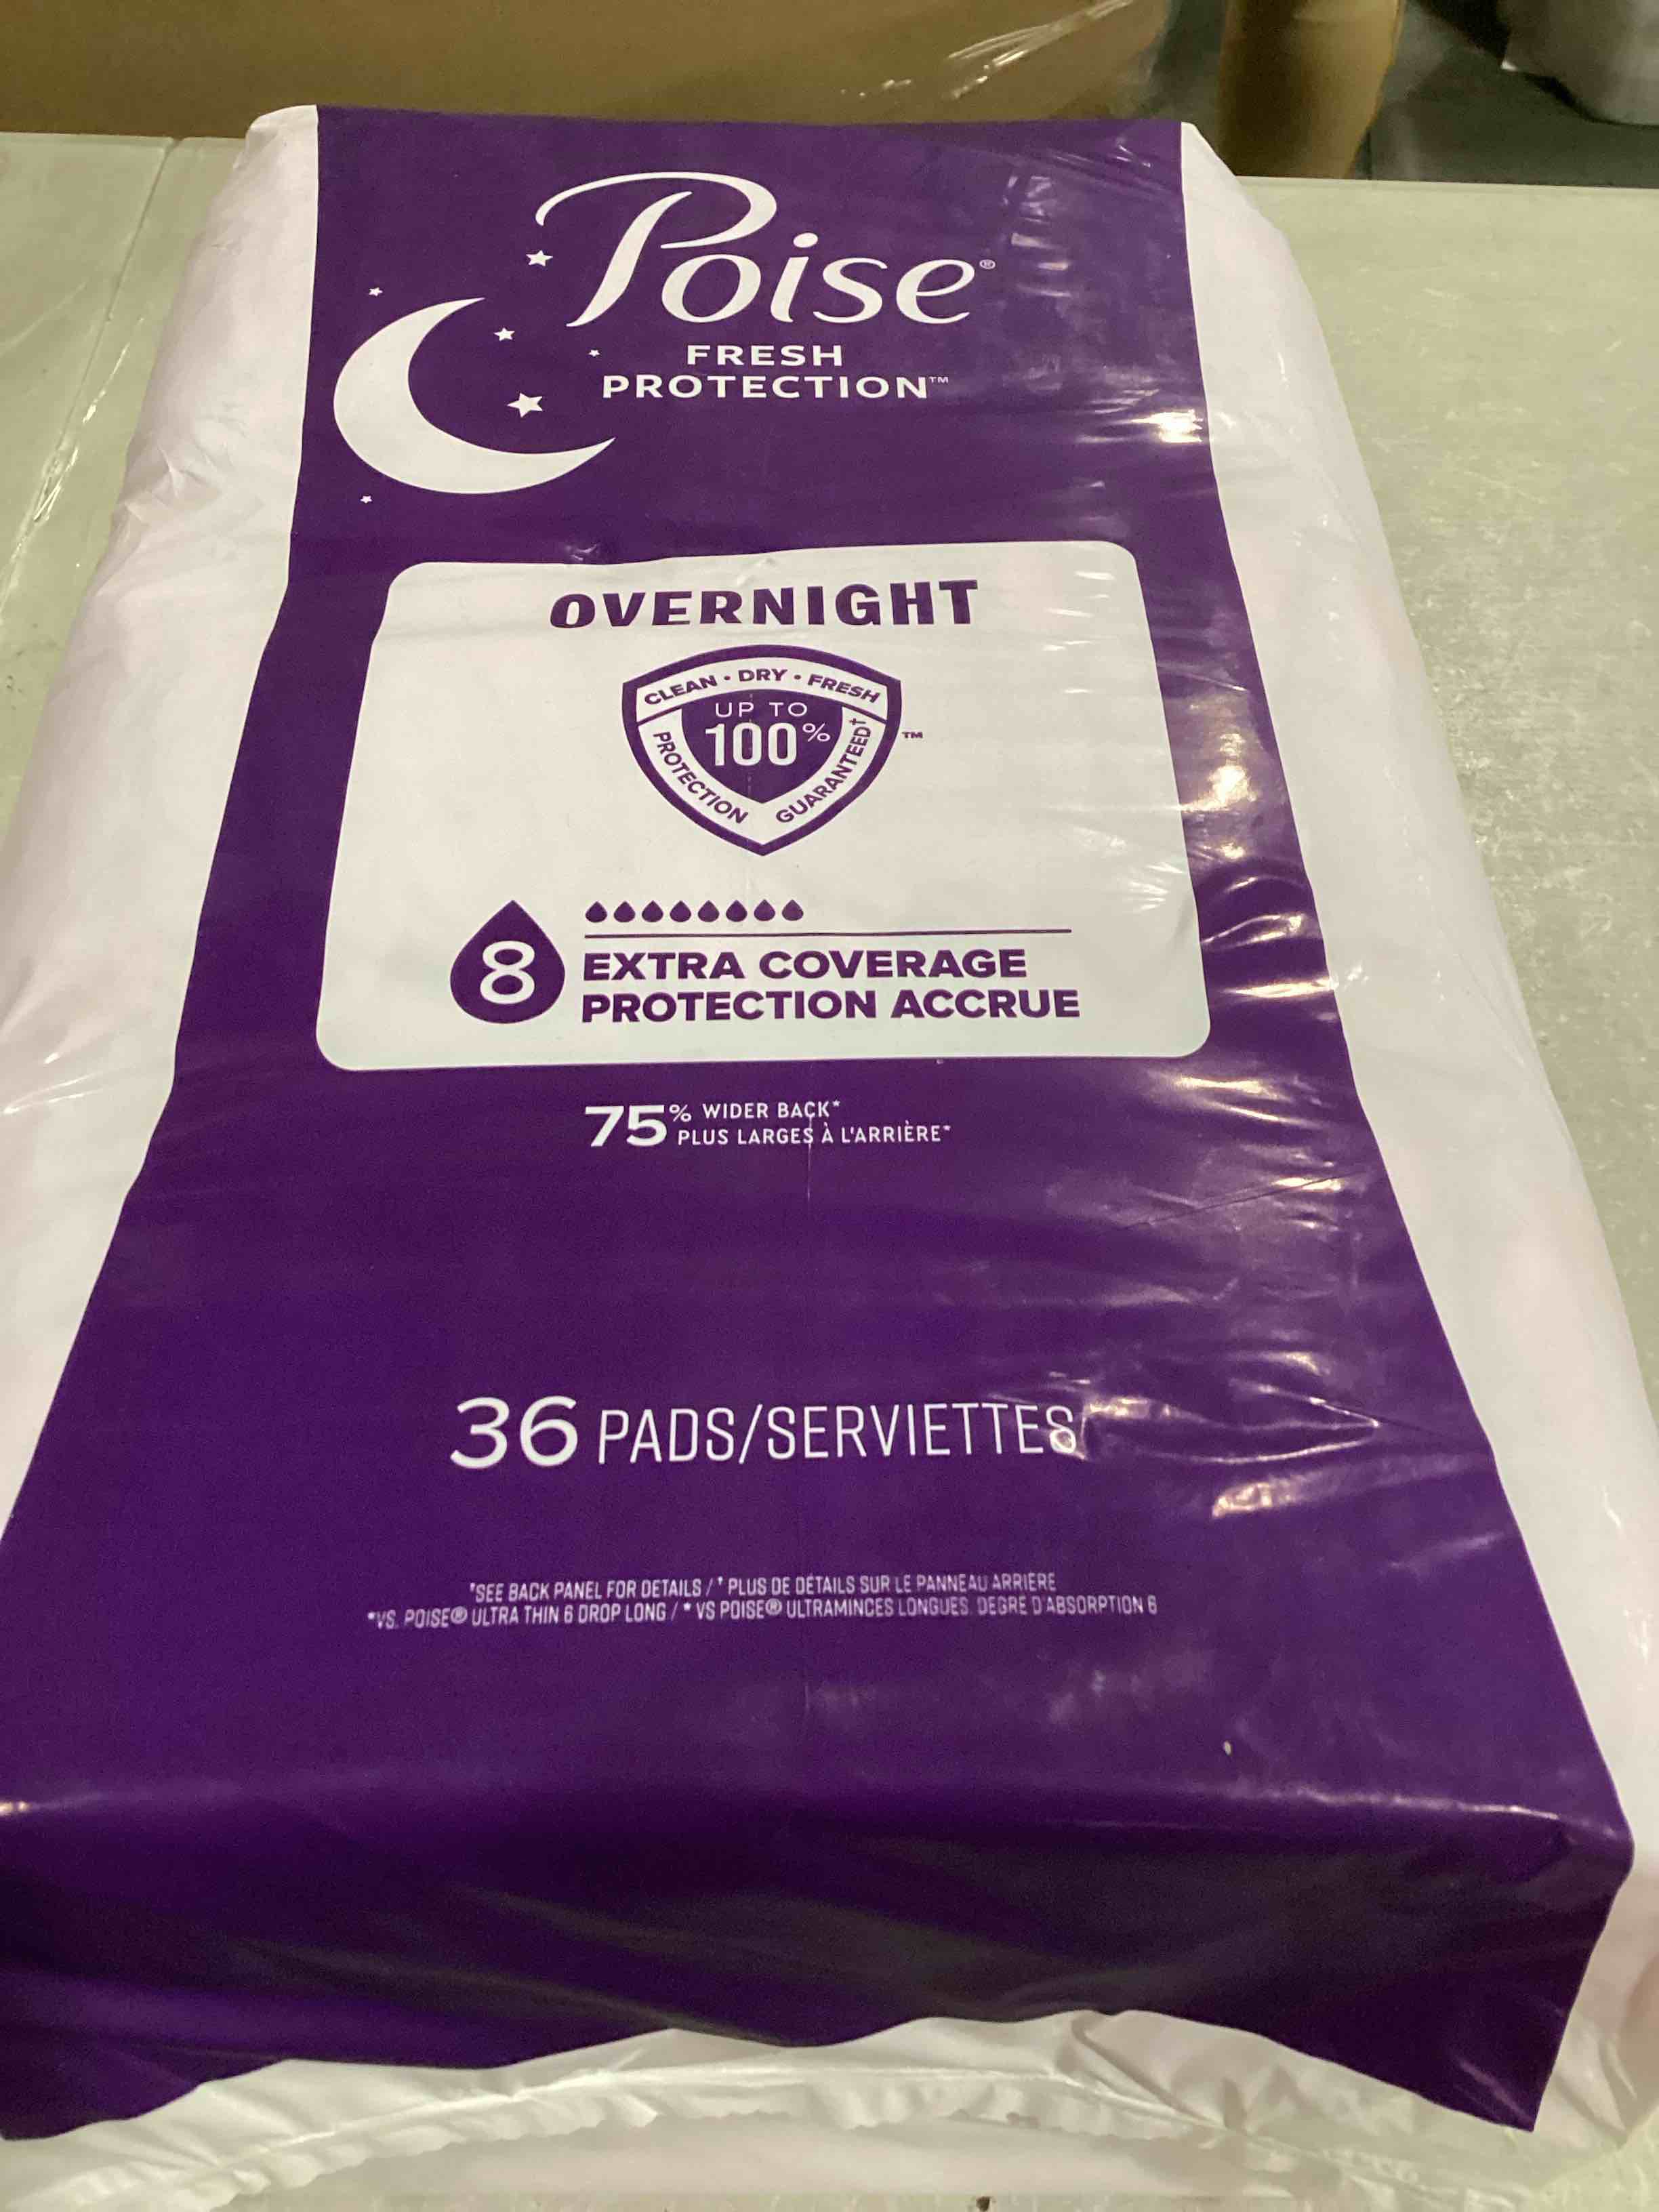 Poise®
FRESH
PROTECTION™
OVERNIGHT
CLEAN • DRY • FRESH
UP TO
100%
PROTECTION GUARANTEED† ™
8
EXTRA COVERAGE
PROTECTION ACCRUE
75% WIDER BACK*
PLUS LARGES À L'ARRIÈRE*
36 PADS/SERVIETTES
†SEE BACK PANEL FOR DETAILS / † PLUS DE DÉTAILS SUR LE PANNEAU ARRIÈRE
*VS. POISE® ULTRA THIN 6 DROP LONG / * VS POISE® ULTRAMINCES LONGUES. DEGRÉ D'ABSORPTION 6